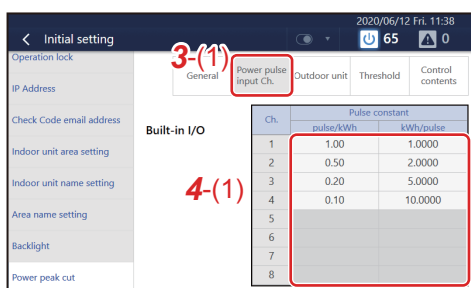 2020/06/12 Fri. 11:38
Initial setting
65
0
Operation lock
IP Address
Check Code email address
Indoor unit area setting
Indoor unit name setting
Area name setting
Backlight
Power peak cut
3-(1)
General
Power pulse
input Ch.
Outdoor unit
Threshold
Control
contents
Built-in I/O
4-(1)
Ch. Pulse constant
pulse/kWh kWh/pulse
1 1.00 1.0000
2 0.50 2.0000
3 0.20 5.0000
4 0.10 10.0000
5
6
7
8